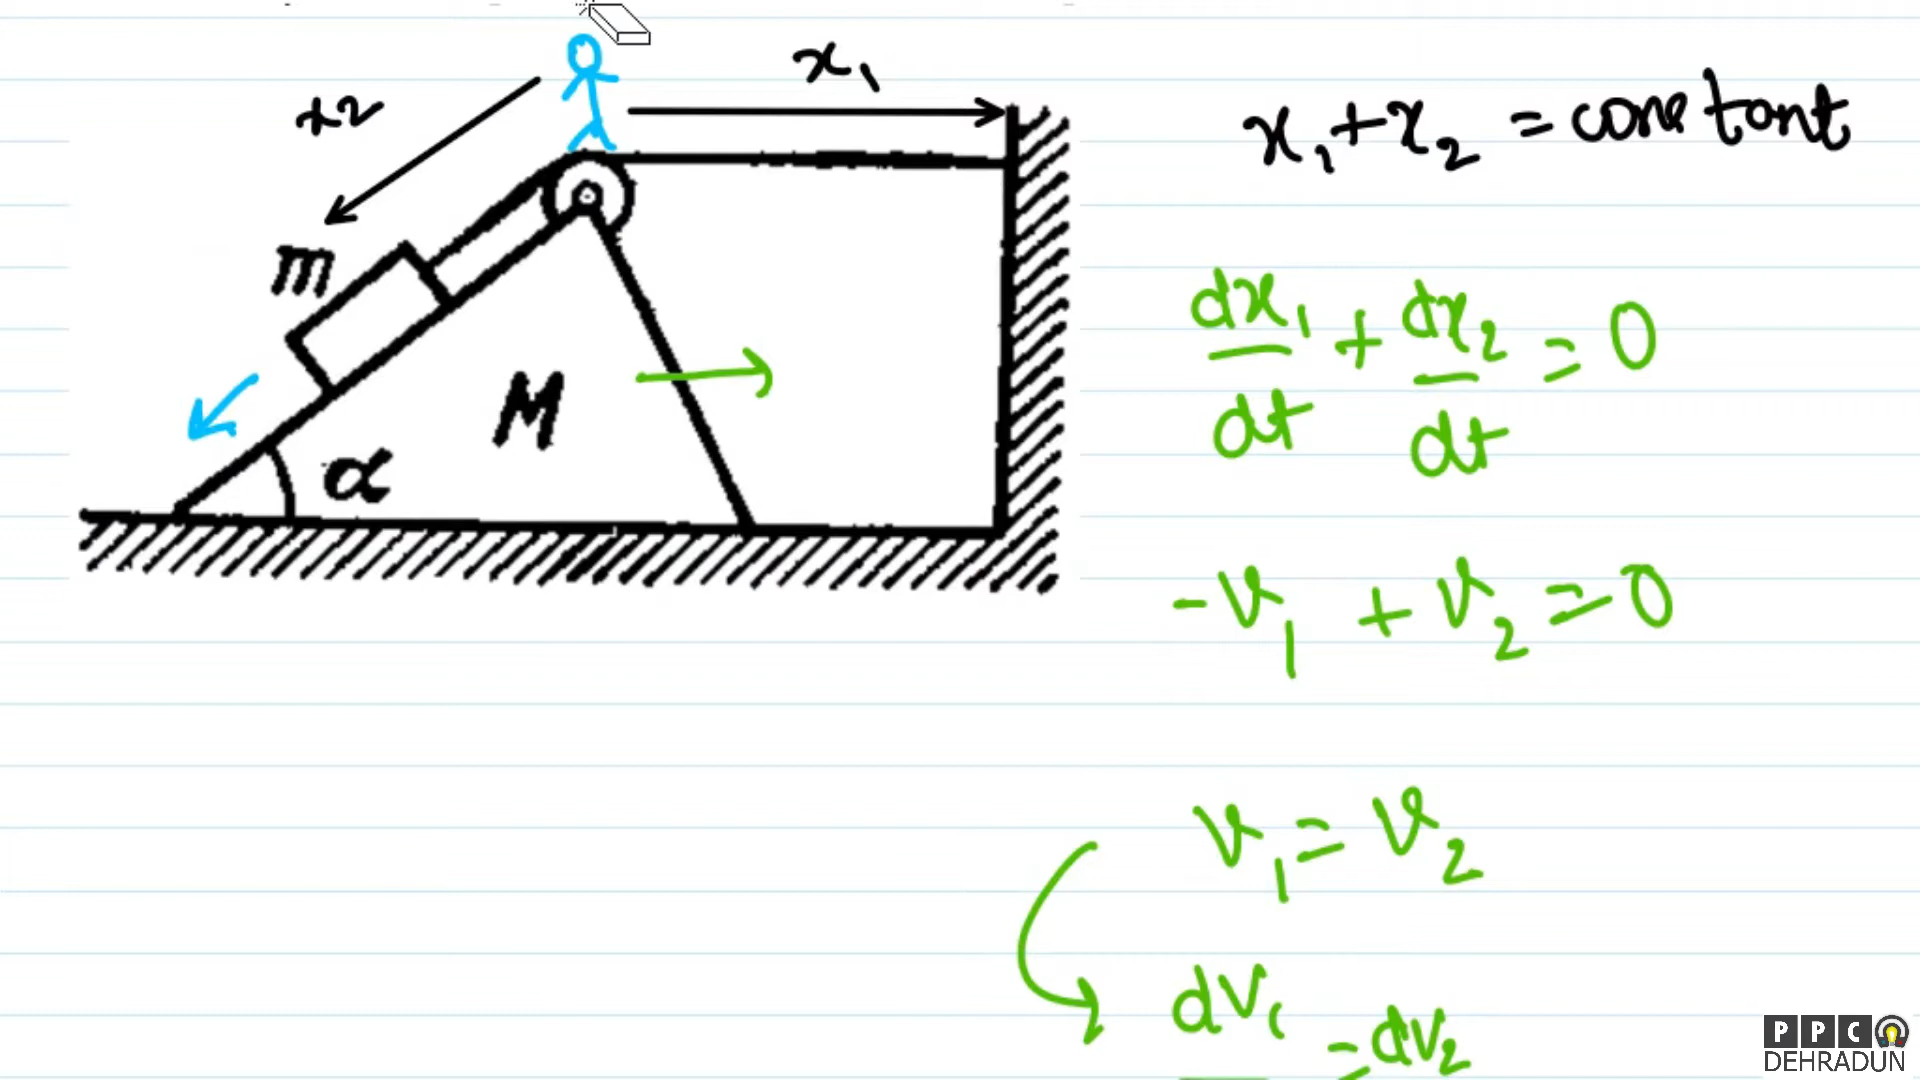 x₂
x₁
m
M
α
x₁ + x₂ = constant
dx₁/dt + dx₂/dt = 0
-v₁ + v₂ = 0
v₁ = v₂
dv₁ = dv₂
PPC
DEHRADUN